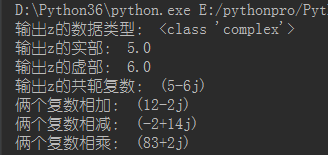 D:\Python36\python.exe E:/pythonpro/Pyt
输出z的数据类型: <class 'complex'>
输出z的实部: 5.0
输出z的虚部: 6.0
输出z的共轭复数: (5-6j)
俩个复数相加: (12-2j)
俩个复数相减: (-2+14j)
俩个复数相乘: (83+2j)